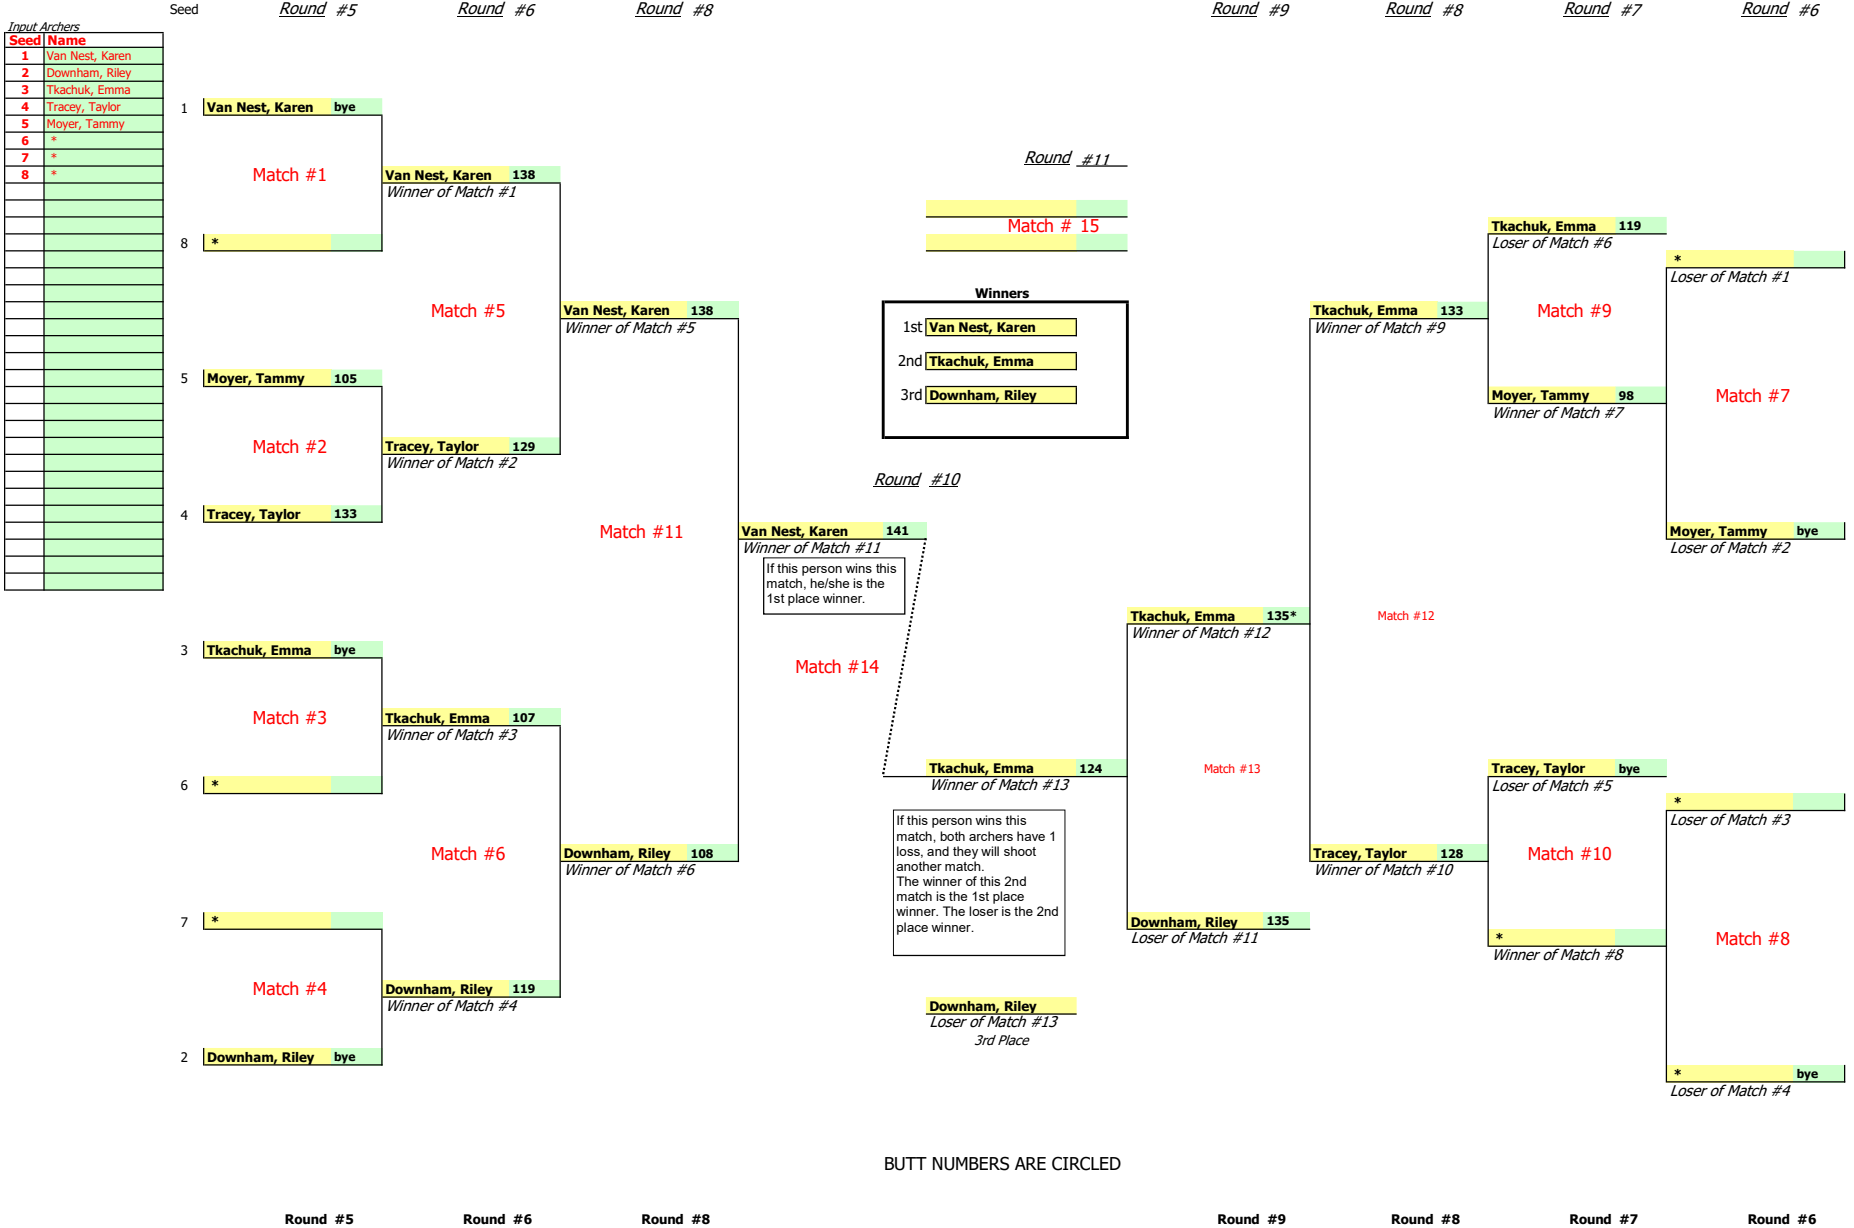 Seed Round #5 Round #6 Round #8 Round #9 Round #8 Round #7 Round #6
Input Archers
Seed Name
1 Van Nest, Karen
2 Downham, Riley
3 Tkachuk, Emma
4 Tracey, Taylor
5 Moyer, Tammy
6 *
7 *
8 *
1 Van Nest, Karen bye
Match #1
8 *
5 Moyer, Tammy 105
Match #2
4 Tracey, Taylor 133
3 Tkachuk, Emma bye
Match #3
6 *
7 *
Match #4
2 Downham, Riley bye
Van Nest, Karen 138
Winner of Match #1
Match #5
Tracey, Taylor 129
Winner of Match #2
Tkachuk, Emma 107
Winner of Match #3
Match #6
Downham, Riley 119
Winner of Match #4
Van Nest, Karen 138
Winner of Match #5
Match #11
Downham, Riley 108
Winner of Match #6
Round #11
Match # 15
Winners
1st Van Nest, Karen
2nd Tkachuk, Emma
3rd Downham, Riley
Round #10
Van Nest, Karen 141
Winner of Match #11
If this person wins this
match, he/she is the
1st place winner.
Match #14
Tkachuk, Emma 124
Winner of Match #13
If this person wins this
match, both archers have 1
loss, and they will shoot
another match.
The winner of this 2nd
match is the 1st place
winner. The loser is the 2nd
place winner.
Downham, Riley
Loser of Match #13
3rd Place
Tkachuk, Emma 135*
Winner of Match #12
Match #13
Downham, Riley 135
Loser of Match #11
Tkachuk, Emma 133
Winner of Match #9
Match #12
Tracey, Taylor 128
Winner of Match #10
Tkachuk, Emma 119
Loser of Match #6
Match #9
Moyer, Tammy 98
Winner of Match #7
Tracey, Taylor bye
Loser of Match #5
Match #10
*
Winner of Match #8
*
Loser of Match #1
Match #7
Moyer, Tammy bye
Loser of Match #2
*
Loser of Match #3
Match #8
* bye
Loser of Match #4
BUTT NUMBERS ARE CIRCLED
Round #5 Round #6 Round #8 Round #9 Round #8 Round #7 Round #6